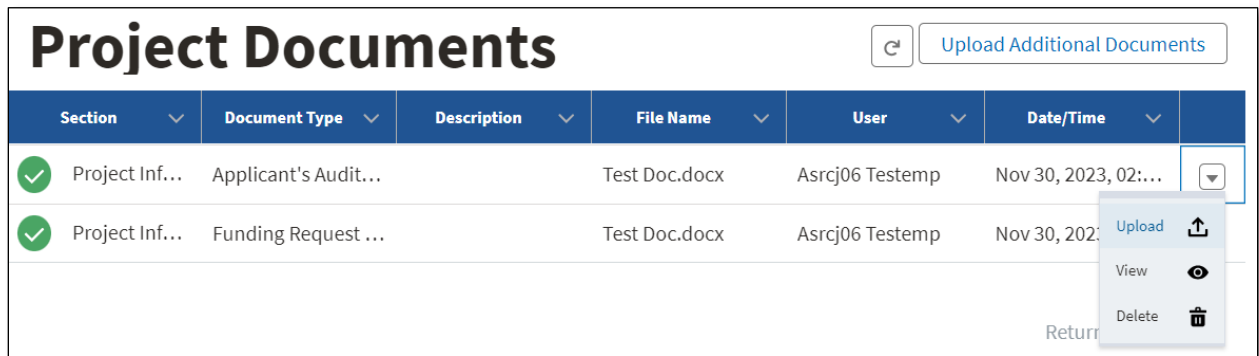 Project Documents
Upload Additional Documents
Section Document Type Description File Name User Date/Time
Project Inf... Applicant's Audit... Test Doc.docx Asrcj06 Testemp Nov 30, 2023, 02:...
Project Inf... Funding Request ... Test Doc.docx Asrcj06 Testemp Nov 30, 202
Upload
View
Delete
Return